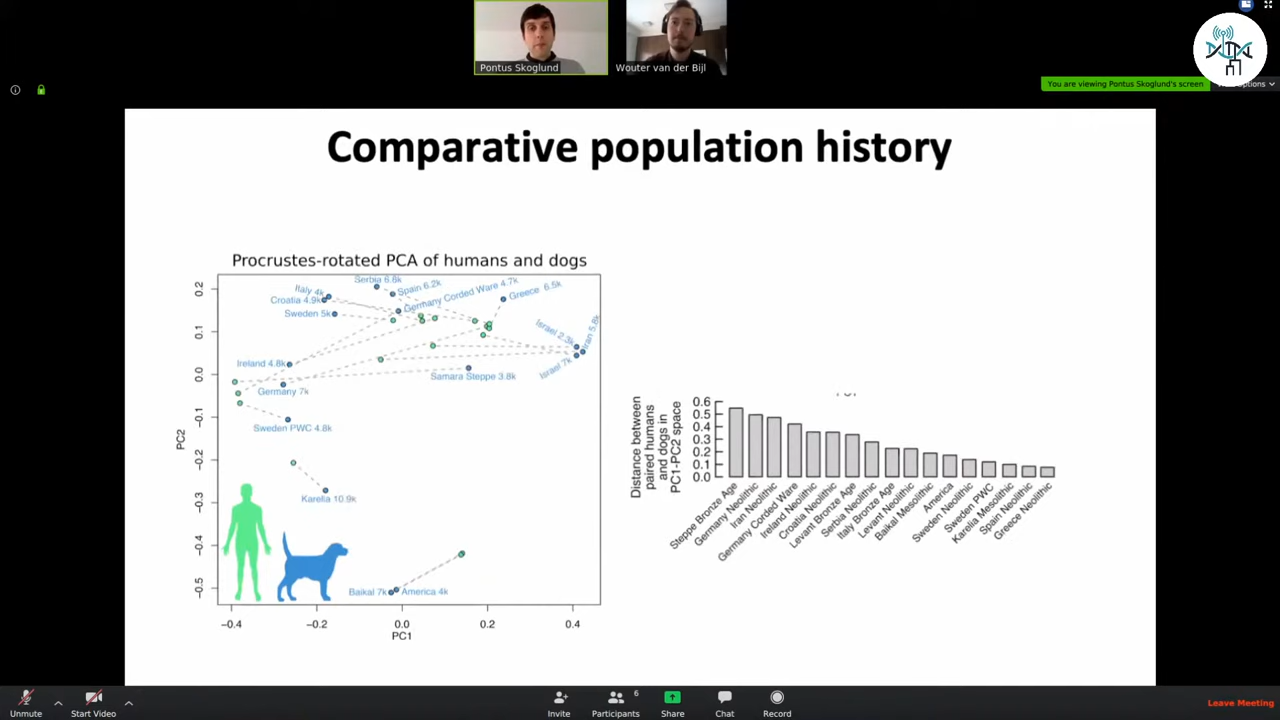 Pontus Skoglund
Wouter van der Bijl
You are viewing Pontus Skoglund's screen
Options
Comparative population history
Procrustes-rotated PCA of humans and dogs
Serbia 6.8k
Spain 6.2k
Germany Corded Ware 4.7k
Greece 6.5k
Italy 4k
Croatia 4.9k
Sweden 5k
Israel 2.3k
Iran 5.8k
Israel 7k
Ireland 4.8k
Germany 7k
Samara Steppe 3.8k
Sweden PWC 4.8k
Karelia 10.9k
Baikal 7k
America 4k
0.2
0.1
0.0
−0.1
−0.2
−0.3
−0.4
−0.5
PC2
−0.4
−0.2
0.0
0.2
0.4
PC1
Distance between
paired humans
and dogs in
PC1-PC2 space
0.6
0.5
0.4
0.3
0.2
0.1
0.0
Steppe Bronze Age
Germany Neolithic
Iran Neolithic
Germany Corded Ware
Ireland Neolithic
Croatia Neolithic
Levant Bronze Age
Serbia Neolithic
Italy Bronze Age
Levant Neolithic
Baikal Mesolithic
America
Sweden Neolithic
Sweden PWC
Karelia Mesolithic
Spain Neolithic
Greece Neolithic
Unmute
Start Video
Invite
Participants
6
Share
Chat
Record
Leave Meeting